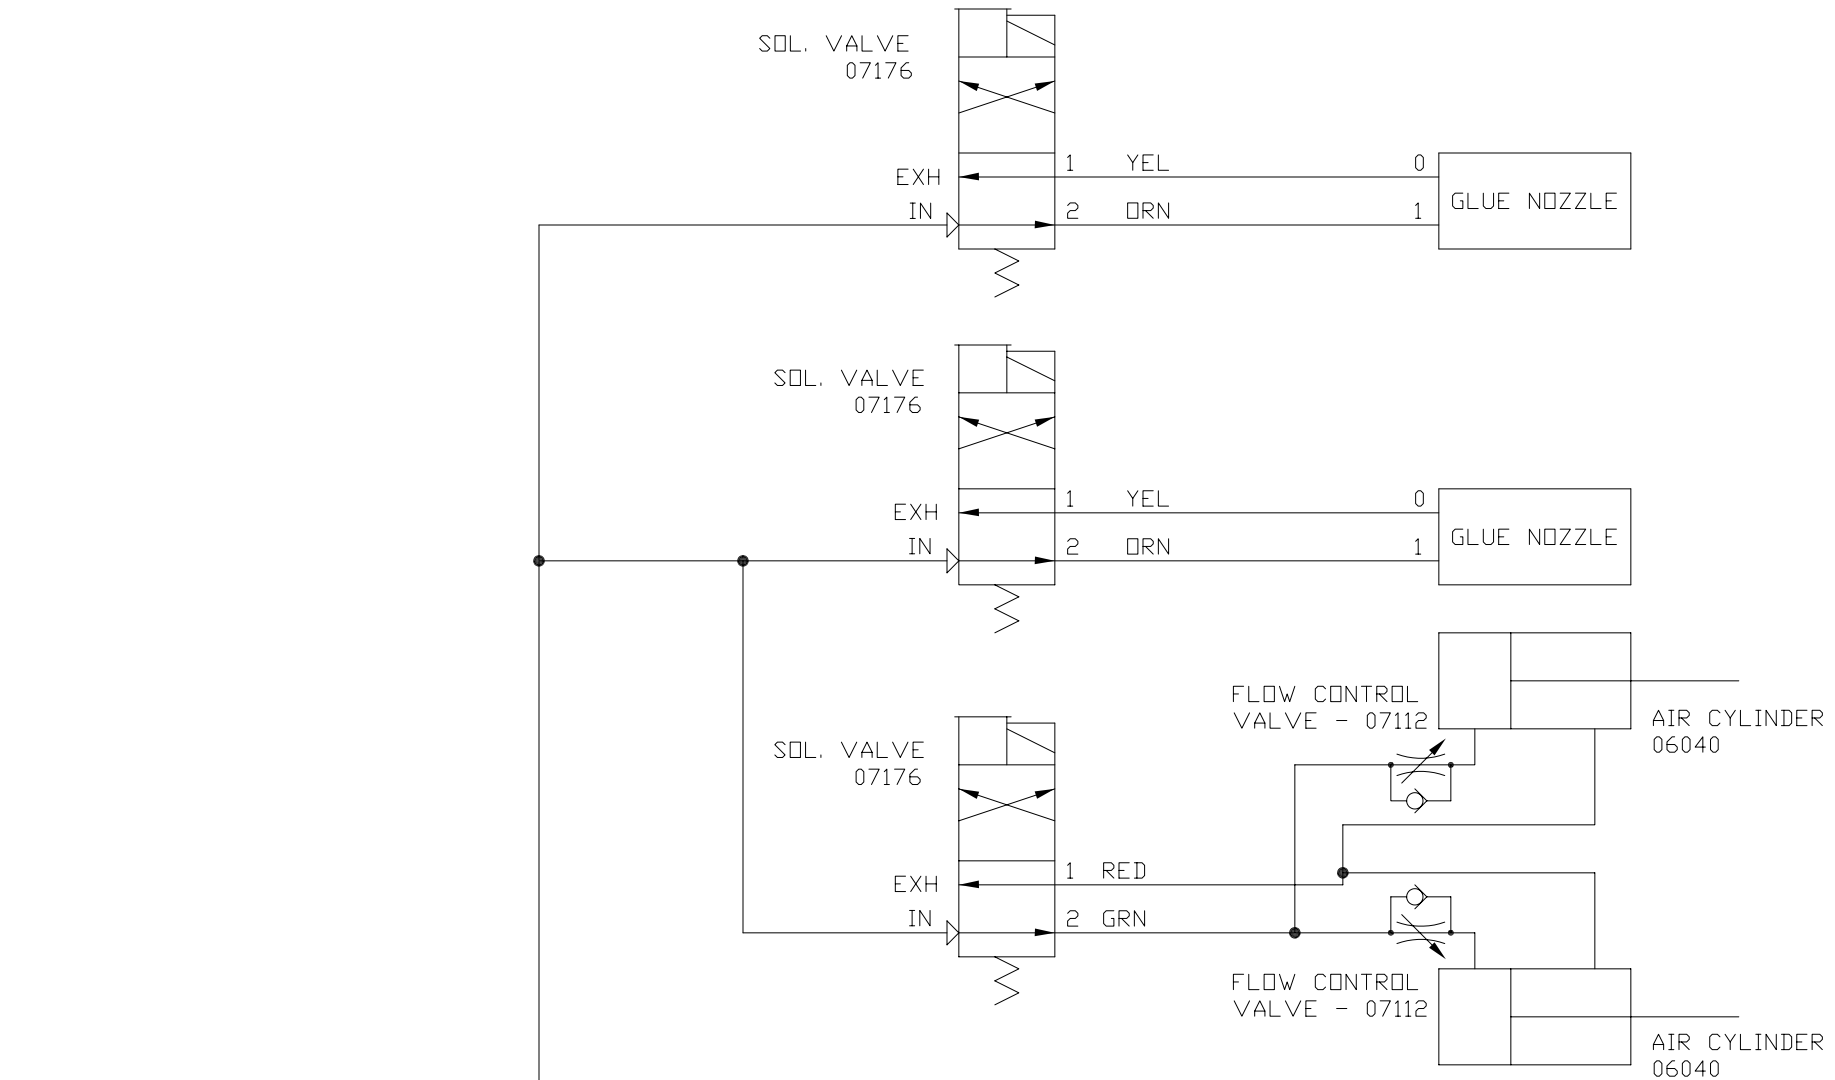 SOL. VALVE
07176
1 YEL 0
EXH
GLUE NOZZLE
IN 2 ORN 1
SOL. VALVE
07176
1 YEL 0
EXH
GLUE NOZZLE
IN 2 ORN 1
FLOW CONTROL
VALVE - 07112
AIR CYLINDER
06040
SOL. VALVE
07176
1 RED
EXH
IN 2 GRN
FLOW CONTROL
VALVE - 07112
AIR CYLINDER
06040